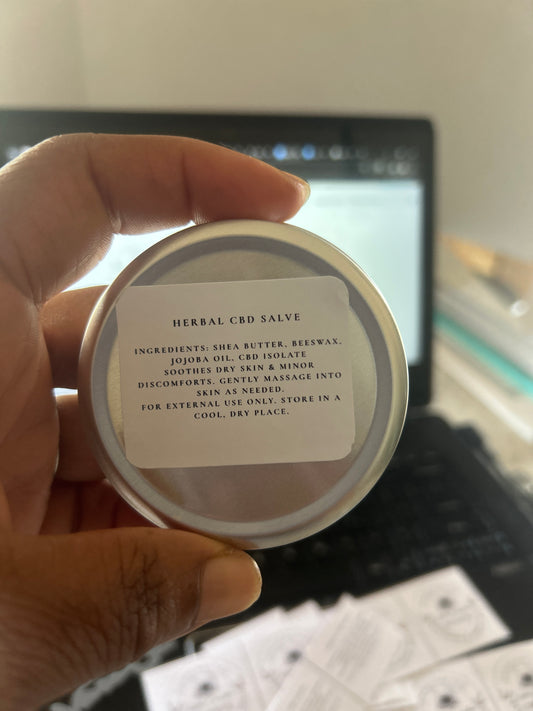 HERBAL CBD SALVE
INGREDIENTS: SHEA BUTTER, BEESWAX,
JOJOBA OIL, CBD ISOLATE
SOOTHES DRY SKIN & MINOR
DISCOMFORTS. GENTLY MASSAGE INTO
SKIN AS NEEDED.
FOR EXTERNAL USE ONLY. STORE IN A
COOL, DRY PLACE.